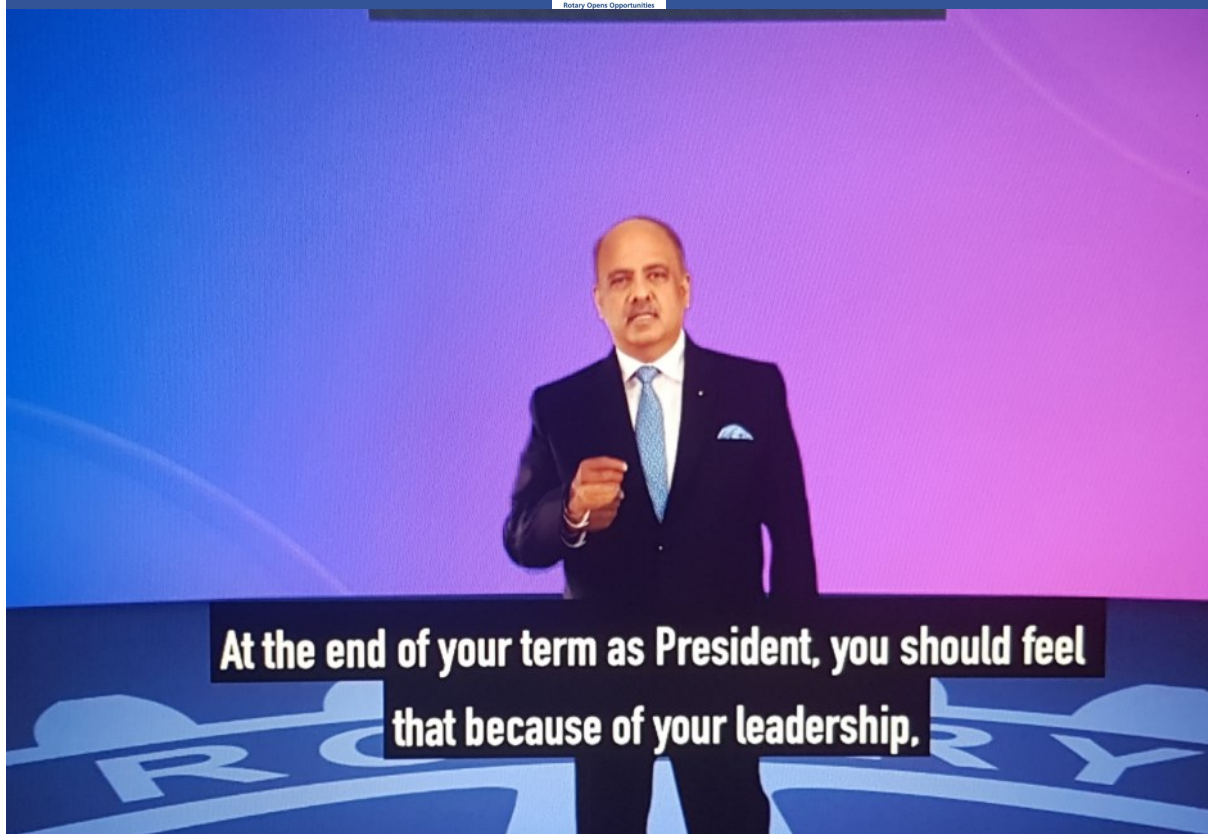 Rotary Opens Opportunities
At the end of your term as President, you should feel
that because of your leadership,